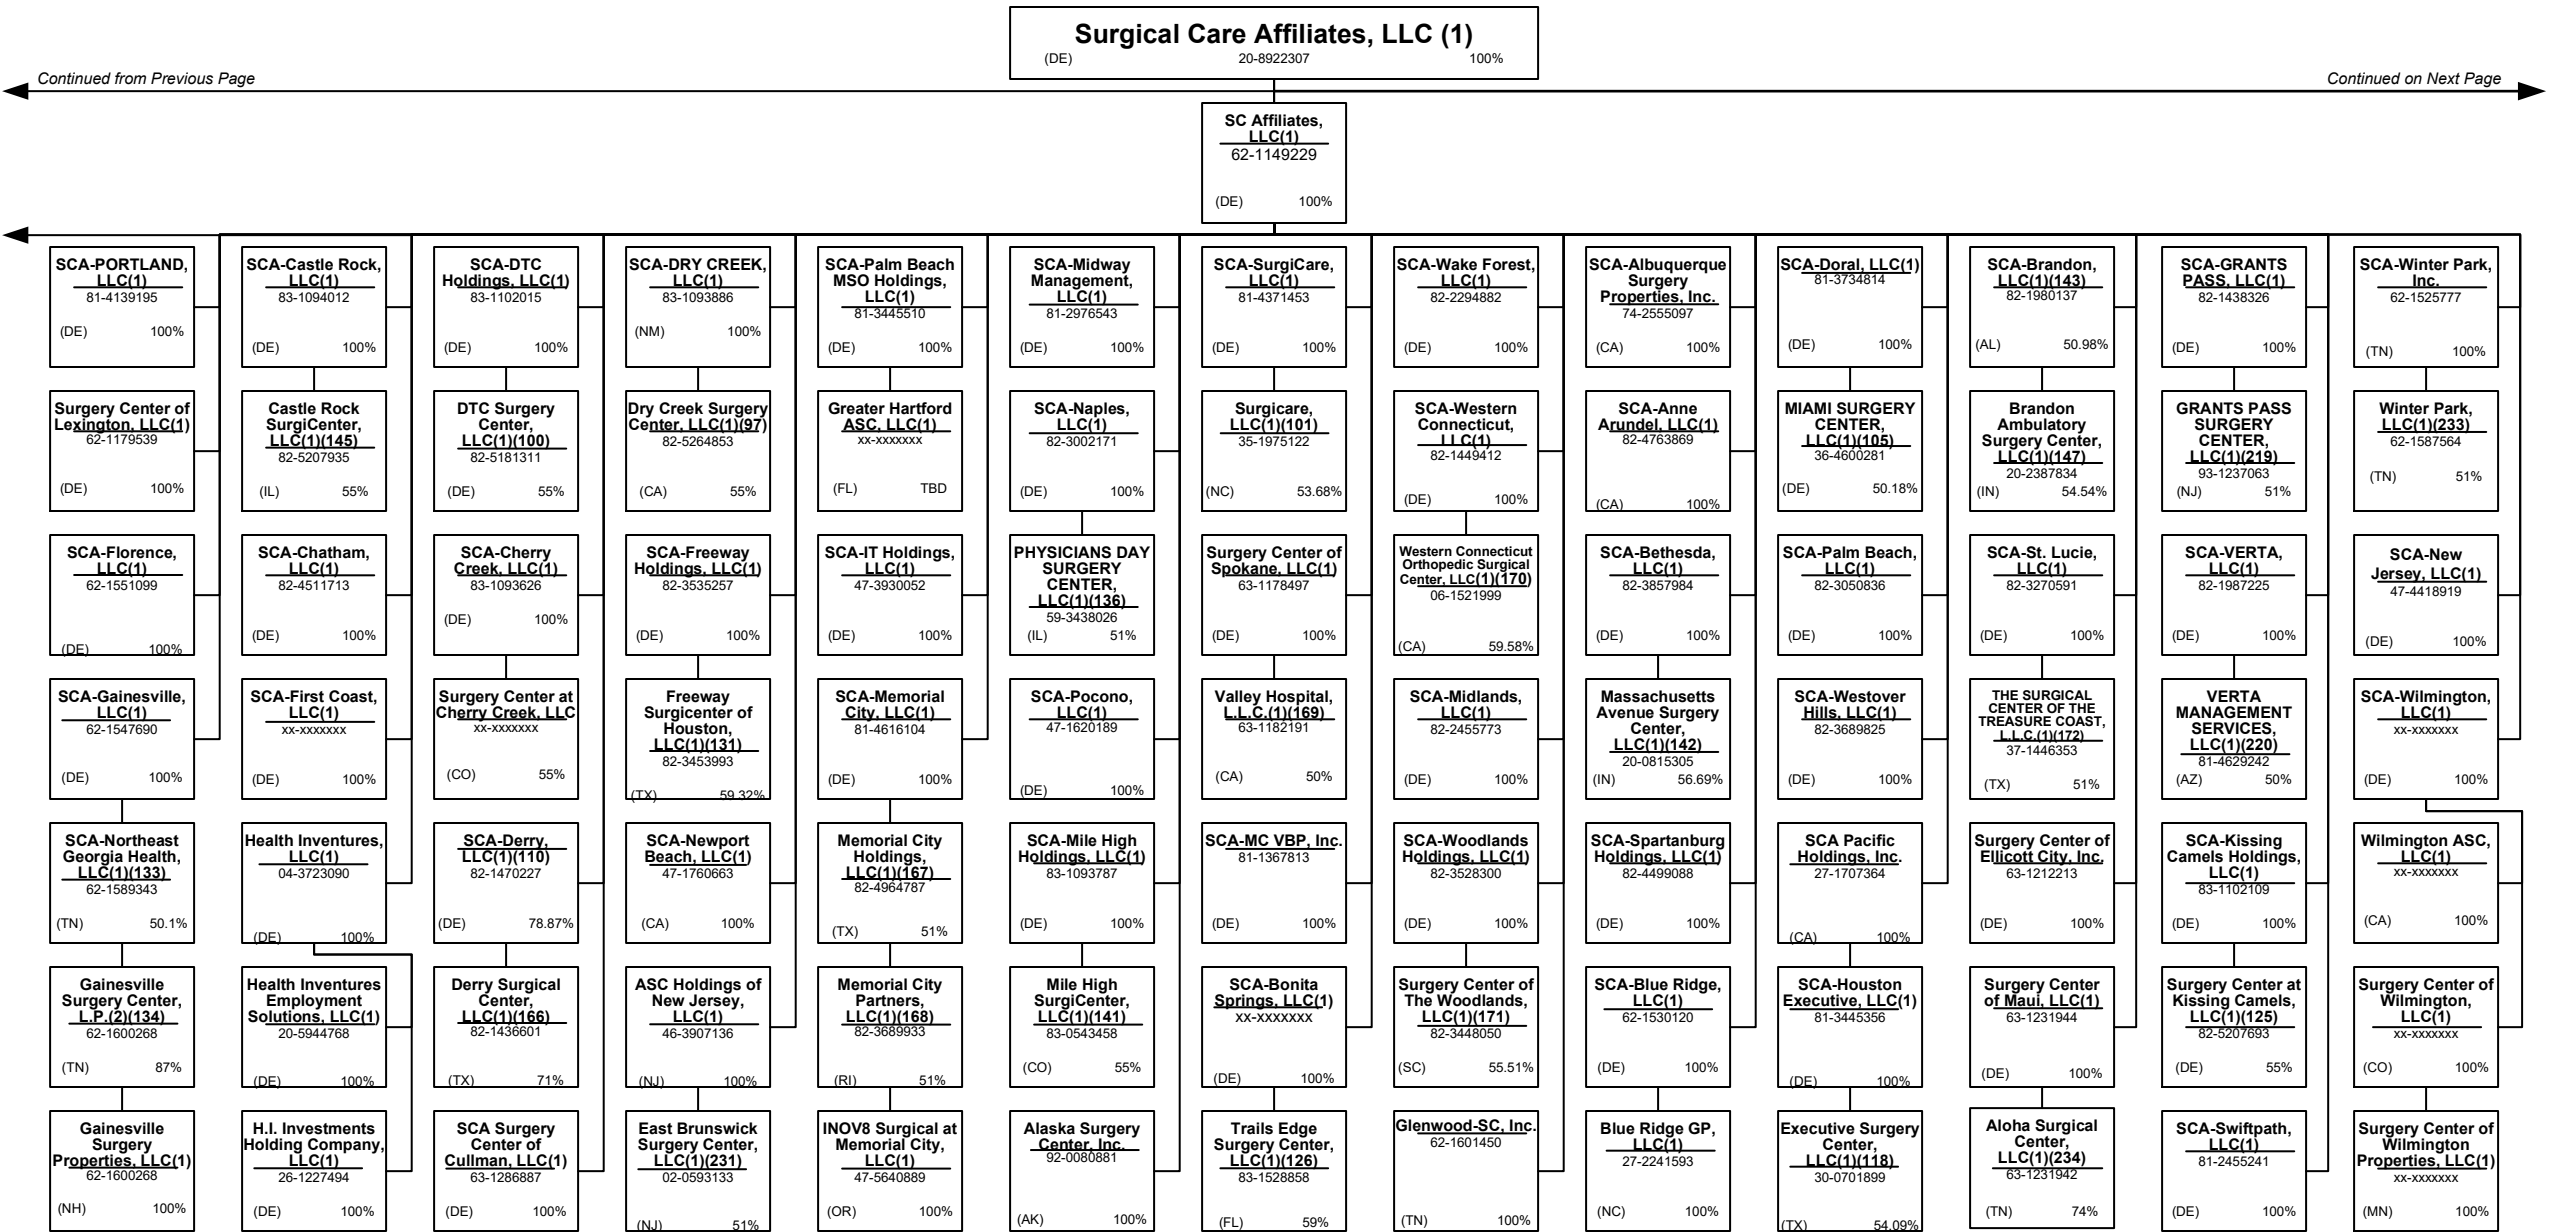 Surgical Care Affiliates, LLC (1)
(DE) 20-8922307 100%
Continued from Previous Page
Continued on Next Page
SC Affiliates,
LLC(1)
62-1149229
(DE) 100%
SCA-PORTLAND,
LLC(1)
81-4139195
(DE) 100%
SCA-Castle Rock,
LLC(1)
83-1094012
(DE) 100%
SCA-DTC
Holdings, LLC(1)
83-1102015
(DE) 100%
SCA-DRY CREEK,
LLC(1)
83-1093886
(NM) 100%
SCA-Palm Beach
MSO Holdings,
LLC(1)
81-3445510
(DE) 100%
SCA-Midway
Management,
LLC(1)
81-2976543
(DE) 100%
SCA-SurgiCare,
LLC(1)
81-4371453
(DE) 100%
SCA-Wake Forest,
LLC(1)
82-2294882
(DE) 100%
SCA-Albuquerque
Surgery
Properties, Inc.
74-2555097
(CA) 100%
SCA-Doral, LLC(1)
81-3734814
(DE) 100%
SCA-Brandon,
LLC(1)(143)
82-1980137
(AL) 50.98%
SCA-GRANTS
PASS, LLC(1)
82-1438326
(DE) 100%
SCA-Winter Park,
Inc.
62-1525777
(TN) 100%
Surgery Center of
Lexington, LLC(1)
62-1179539
(DE) 100%
Castle Rock
SurgiCenter,
LLC(1)(145)
82-5207935
(IL) 55%
DTC Surgery
Center,
LLC(1)(100)
82-5181311
(DE) 55%
Dry Creek Surgery
Center, LLC(1)(97)
82-5264853
(CA) 55%
Greater Hartford
ASC, LLC(1)
xx-xxxxxxx
(FL) TBD
SCA-Naples,
LLC(1)
82-3002171
(DE) 100%
Surgicare,
LLC(1)(101)
35-1975122
(NC) 53.68%
SCA-Western
Connecticut,
LLC(1)
82-1449412
(DE) 100%
SCA-Anne
Arundel, LLC(1)
82-4763869
(CA) 100%
MIAMI SURGERY
CENTER,
LLC(1)(105)
36-4600281
(DE) 50.18%
Brandon
Ambulatory
Surgery Center,
LLC(1)(147)
20-2387834
(IN) 54.54%
GRANTS PASS
SURGERY
CENTER,
LLC(1)(219)
93-1237063
(NJ) 51%
Winter Park,
LLC(1)(233)
62-1587564
(TN) 51%
SCA-Florence,
LLC(1)
62-1551099
(DE) 100%
SCA-Chatham,
LLC(1)
82-4511713
(DE) 100%
SCA-Cherry
Creek, LLC(1)
83-1093626
(DE) 100%
SCA-Freeway
Holdings, LLC(1)
82-3535257
(DE) 100%
SCA-IT Holdings,
LLC(1)
47-3930052
(DE) 100%
PHYSICIANS DAY
SURGERY
CENTER,
LLC(1)(136)
59-3438026
(IL) 51%
Surgery Center of
Spokane, LLC(1)
63-1178497
(DE) 100%
Western Connecticut
Orthopedic Surgical
Center, LLC(1)(170)
06-1521999
(CA) 59.58%
SCA-Bethesda,
LLC(1)
82-3857984
(DE) 100%
SCA-Palm Beach,
LLC(1)
82-3050836
(DE) 100%
SCA-St. Lucie,
LLC(1)
82-3270591
(DE) 100%
SCA-VERTA,
LLC(1)
82-1987225
(DE) 100%
SCA-New
Jersey, LLC(1)
47-4418919
(DE) 100%
SCA-Gainesville,
LLC(1)
62-1547690
(DE) 100%
SCA-First Coast,
LLC(1)
xx-xxxxxxx
(DE) 100%
Surgery Center at
Cherry Creek, LLC
xx-xxxxxxx
(CO) 55%
Freeway
Surgicenter of
Houston,
LLC(1)(131)
82-3453993
(TX) 59.32%
SCA-Memorial
City, LLC(1)
81-4616104
(DE) 100%
SCA-Pocono,
LLC(1)
47-1620189
(DE) 100%
Valley Hospital,
L.L.C.(1)(169)
63-1182191
(CA) 50%
SCA-Midlands,
LLC(1)
82-2455773
(DE) 100%
Massachusetts
Avenue Surgery
Center,
LLC(1)(142)
20-0815305
(IN) 56.69%
SCA-Westover
Hills, LLC(1)
82-3689825
(DE) 100%
THE SURGICAL
CENTER OF THE
TREASURE COAST,
L.L.C.(1)(172)
37-1446353
(TX) 51%
VERTA
MANAGEMENT
SERVICES,
LLC(1)(220)
81-4629242
(AZ) 50%
SCA-Wilmington,
LLC(1)
xx-xxxxxxx
(DE) 100%
SCA-Northeast
Georgia Health,
LLC(1)(133)
62-1589343
(TN) 50.1%
Health Inventures,
LLC(1)
04-3723090
(DE) 100%
SCA-Derry,
LLC(1)(110)
82-1470227
(DE) 78.87%
SCA-Newport
Beach, LLC(1)
47-1760663
(CA) 100%
Memorial City
Holdings,
LLC(1)(167)
82-4964787
(TX) 51%
SCA-Mile High
Holdings, LLC(1)
83-1093787
(DE) 100%
SCA-MC VBP, Inc.
81-1367813
(DE) 100%
SCA-Woodlands
Holdings, LLC(1)
82-3528300
(DE) 100%
SCA-Spartanburg
Holdings, LLC(1)
82-4499088
(DE) 100%
SCA Pacific
Holdings, Inc.
27-1707364
(CA) 100%
Surgery Center of
Ellicott City, Inc.
63-1212213
(DE) 100%
SCA-Kissing
Camels Holdings,
LLC(1)
83-1102109
(DE) 100%
Wilmington ASC,
LLC(1)
xx-xxxxxxx
(CA) 100%
Gainesville
Surgery Center,
L.P.(2)(134)
62-1600268
(TN) 87%
Health Inventures
Employment
Solutions, LLC(1)
20-5944768
(DE) 100%
Derry Surgical
Center,
LLC(1)(166)
82-1436601
(TX) 71%
ASC Holdings of
New Jersey,
LLC(1)
46-3907136
(NJ) 100%
Memorial City
Partners,
LLC(1)(168)
82-3689933
(RI) 51%
Mile High
SurgiCenter,
LLC(1)(141)
83-0543458
(CO) 55%
SCA-Bonita
Springs, LLC(1)
xx-xxxxxxx
(DE) 100%
Surgery Center of
The Woodlands,
LLC(1)(171)
82-3448050
(SC) 55.51%
SCA-Blue Ridge,
LLC(1)
62-1530120
(DE) 100%
SCA-Houston
Executive, LLC(1)
81-3445356
(DE) 100%
Surgery Center
of Maui, LLC(1)
63-1231944
(DE) 100%
Surgery Center at
Kissing Camels,
LLC(1)(125)
82-5207693
(DE) 55%
Surgery Center of
Wilmington,
LLC(1)
xx-xxxxxxx
(CO) 100%
Gainesville
Surgery
Properties, LLC(1)
62-1600268
(NH) 100%
H.I. Investments
Holding Company,
LLC(1)
26-1227494
(DE) 100%
SCA Surgery
Center of
Cullman, LLC(1)
63-1286887
(DE) 100%
East Brunswick
Surgery Center,
LLC(1)(231)
02-0593133
(NJ) 51%
INOV8 Surgical at
Memorial City,
LLC(1)
47-5640889
(OR) 100%
Alaska Surgery
Center, Inc.
92-0080881
(AK) 100%
Trails Edge
Surgery Center,
LLC(1)(126)
83-1528858
(FL) 59%
Glenwood-SC, Inc.
62-1601450
(TN) 100%
Blue Ridge GP,
LLC(1)
27-2241593
(NC) 100%
Executive Surgery
Center,
LLC(1)(118)
30-0701899
(TX) 54.09%
Aloha Surgical
Center,
LLC(1)(234)
63-1231942
(TN) 74%
SCA-Swiftpath,
LLC(1)
81-2455241
(DE) 100%
Surgery Center of
Wilmington
Properties, LLC(1)
xx-xxxxxxx
(MN) 100%